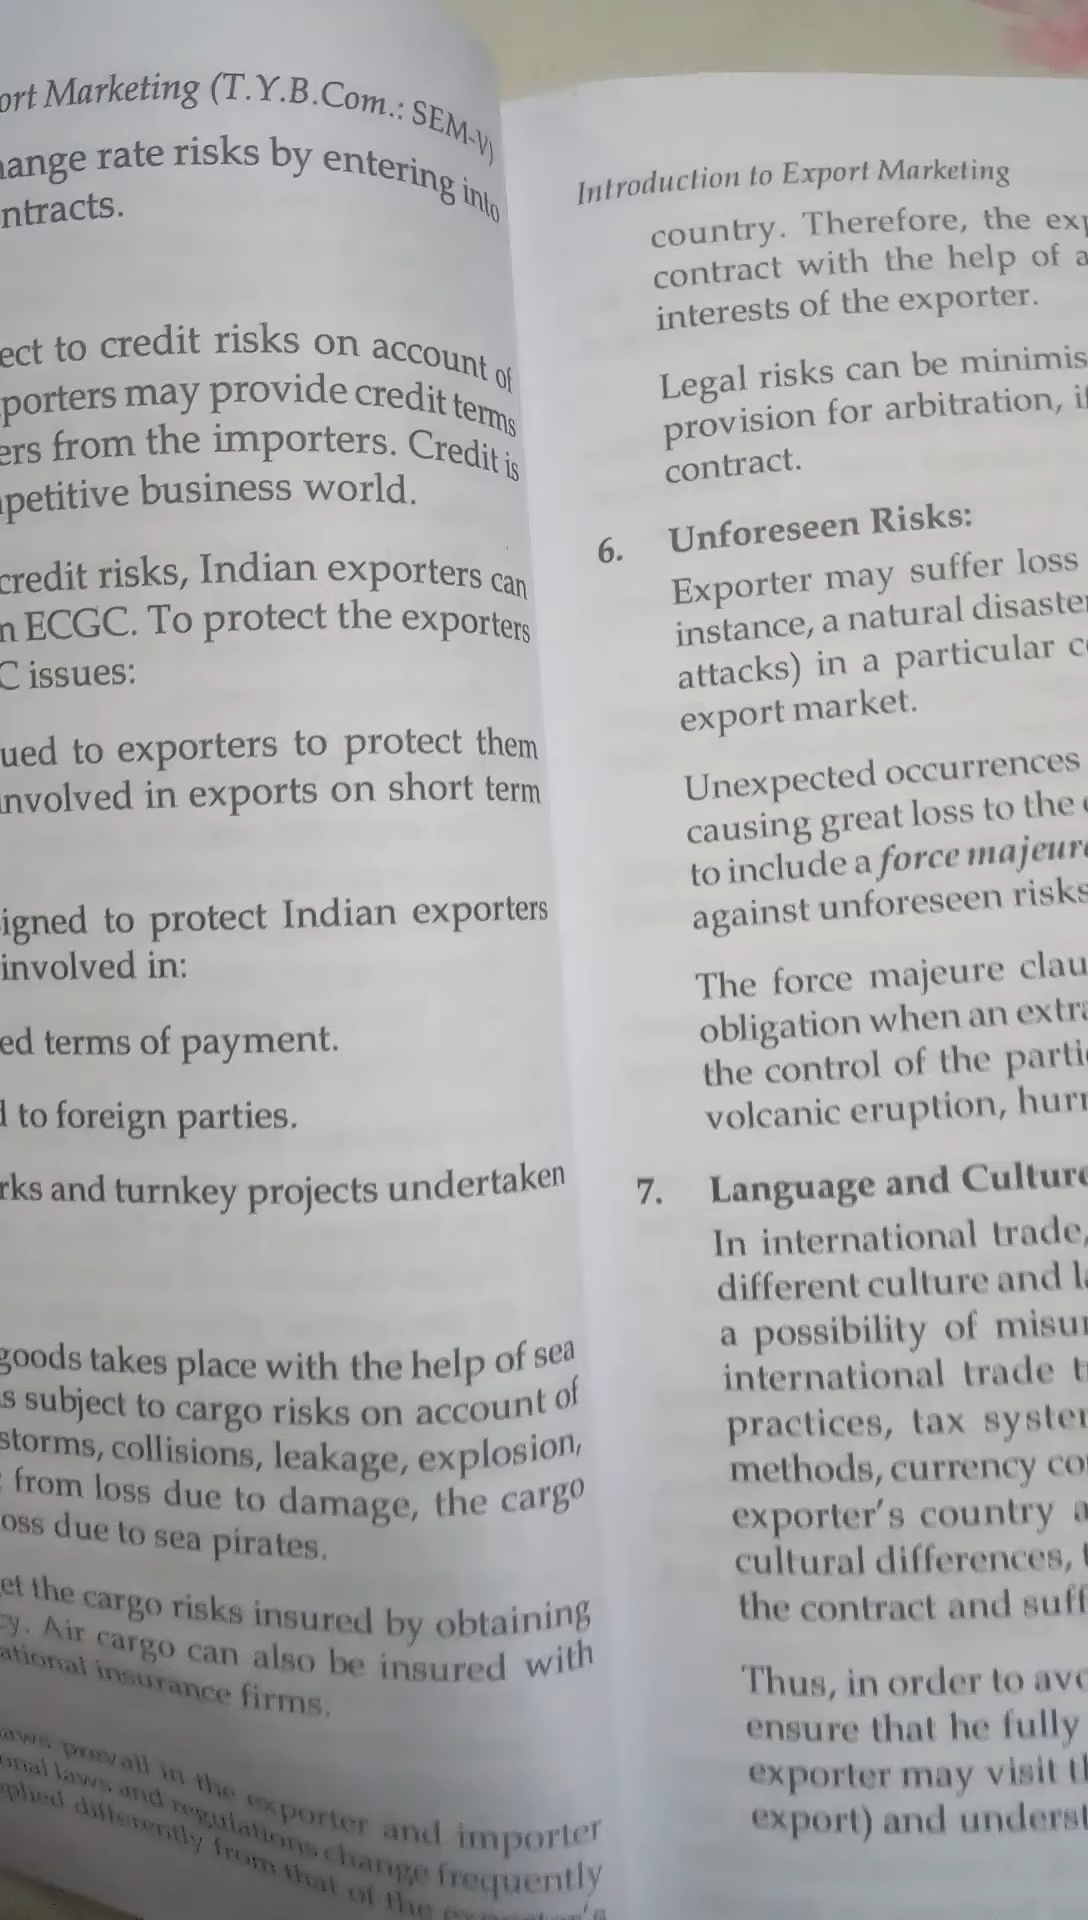 ort Marketing (T.Y.B.Com.: SEM-V)
ange rate risks by entering into
ntracts.
ect to credit risks on account of
porters may provide credit terms
ers from the importers. Credit is
petitive business world.
credit risks, Indian exporters can
n ECGC. To protect the exporters
C issues:
ued to exporters to protect them
involved in exports on short term
igned to protect Indian exporters
involved in:
ed terms of payment.
to foreign parties.
rks and turnkey projects undertaken
goods takes place with the help of sea
s subject to cargo risks on account of
storms, collisions, leakage, explosion,
from loss due to damage, the cargo
oss due to sea pirates.
et the cargo risks insured by obtaining
y. Air cargo can also be insured with
ational insurance firms.
aws prevail in the exporter and importer
onal laws and regulations change frequently
plied differently from that of the
Introduction to Export Marketing
country. Therefore, the exp
contract with the help of a
interests of the exporter.
Legal risks can be minimis
provision for arbitration, if
contract.
6. Unforeseen Risks:
Exporter may suffer loss
instance, a natural disaster
attacks) in a particular c
export market.
Unexpected occurrences
causing great loss to the
to include a force majeure
against unforeseen risks
The force majeure clau
obligation when an extra
the control of the parti
volcanic eruption, hurr
7. Language and Culture
In international trade,
different culture and la
a possibility of misu
international trade t
practices, tax system
methods, currency co
exporter's country a
cultural differences,
the contract and suff
Thus, in order to avo
ensure that he fully
exporter may visit t
export) and underst